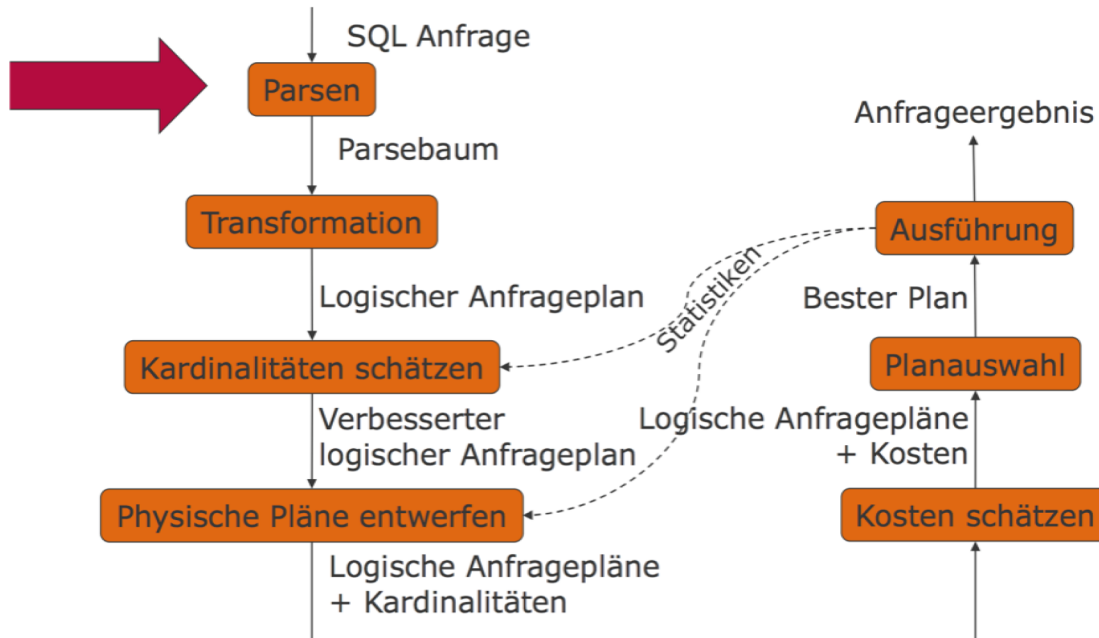 SQL Anfrage
Parsen
Parsebaum
Transformation
Logischer Anfrageplan
Kardinalitäten schätzen
Verbesserter
logischer Anfrageplan
Physische Pläne entwerfen
Logische Anfragepläne
+ Kardinalitäten
Statistiken
Anfrageergebnis
Ausführung
Bester Plan
Planauswahl
Logische Anfragepläne
+ Kosten
Kosten schätzen